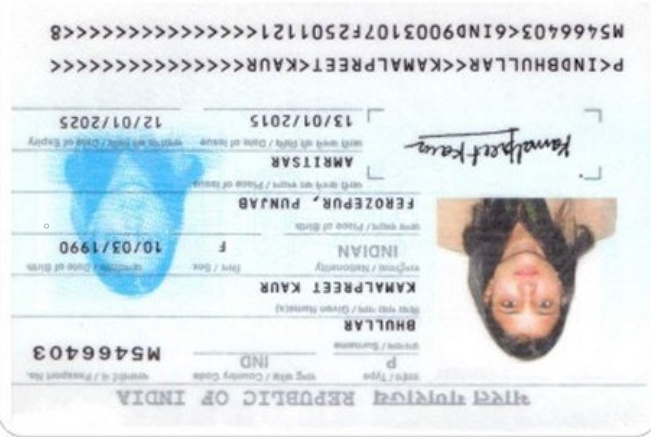 भारत गणराज्य REPUBLIC OF INDIA
टाइप / Type राष्ट्र कोड / Country Code पासपोर्ट नं. / Passport No.
P IND M5466403
उपनाम / Surname
BHULLAR
दिया गया नाम / Given Name(s)
KAMALPREET KAUR
राष्ट्रीयता / Nationality लिंग / Sex जन्मतिथि / Date of Birth
INDIAN F 10/03/1990
जन्म स्थान / Place of Birth
FEROZEPUR, PUNJAB
जारी करने का स्थान / Place of Issue
AMRITSAR
जारी करने की तिथि / Date of Issue समाप्ति की तिथि / Date of Expiry
13/01/2015 12/01/2025
Kamalpreet Kaur
P<INDBHULLAR<<KAMALPREET<KAUR<<<<<<<<<<<<<<<
M5466403<6IND9003107F2501121<<<<<<<<<<<<<<<8